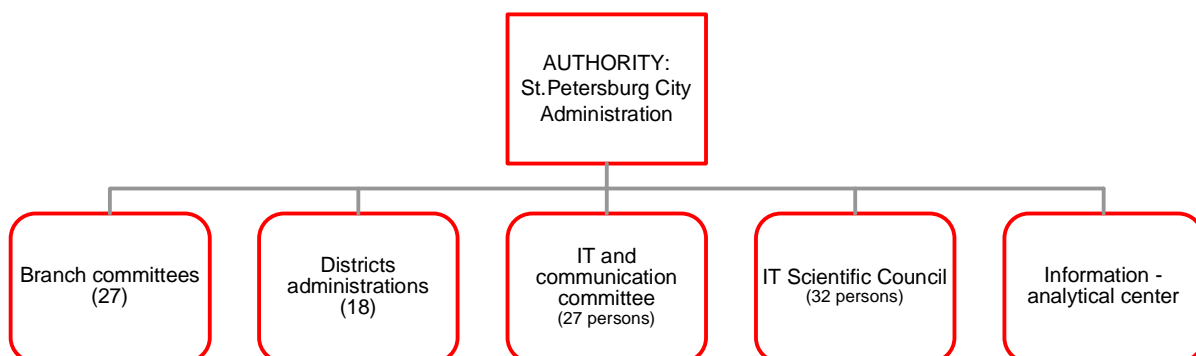 AUTHORITY:
St.Petersburg City
Administration
Branch committees
(27)
Districts
administrations
(18)
IT and
communication
committee
(27 persons)
IT Scientific Council
(32 persons)
Information -
analytical center